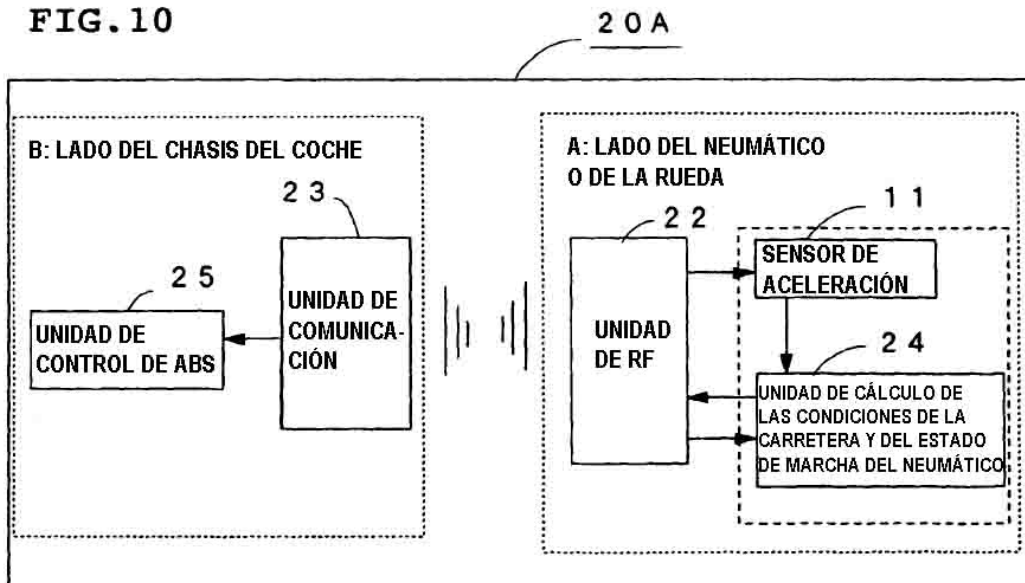 FIG.10
20A
B: LADO DEL CHASIS DEL COCHE
23
25
UNIDAD DE
COMUNICA-
CIÓN
UNIDAD DE
CONTROL DE ABS
A: LADO DEL NEUMÁTICO
O DE LA RUEDA
22
11
UNIDAD
DE RF
SENSOR DE
ACELERACIÓN
24
UNIDAD DE CÁLCULO DE
LAS CONDICIONES DE LA
CARRETERA Y DEL ESTADO
DE MARCHA DEL NEUMÁTICO